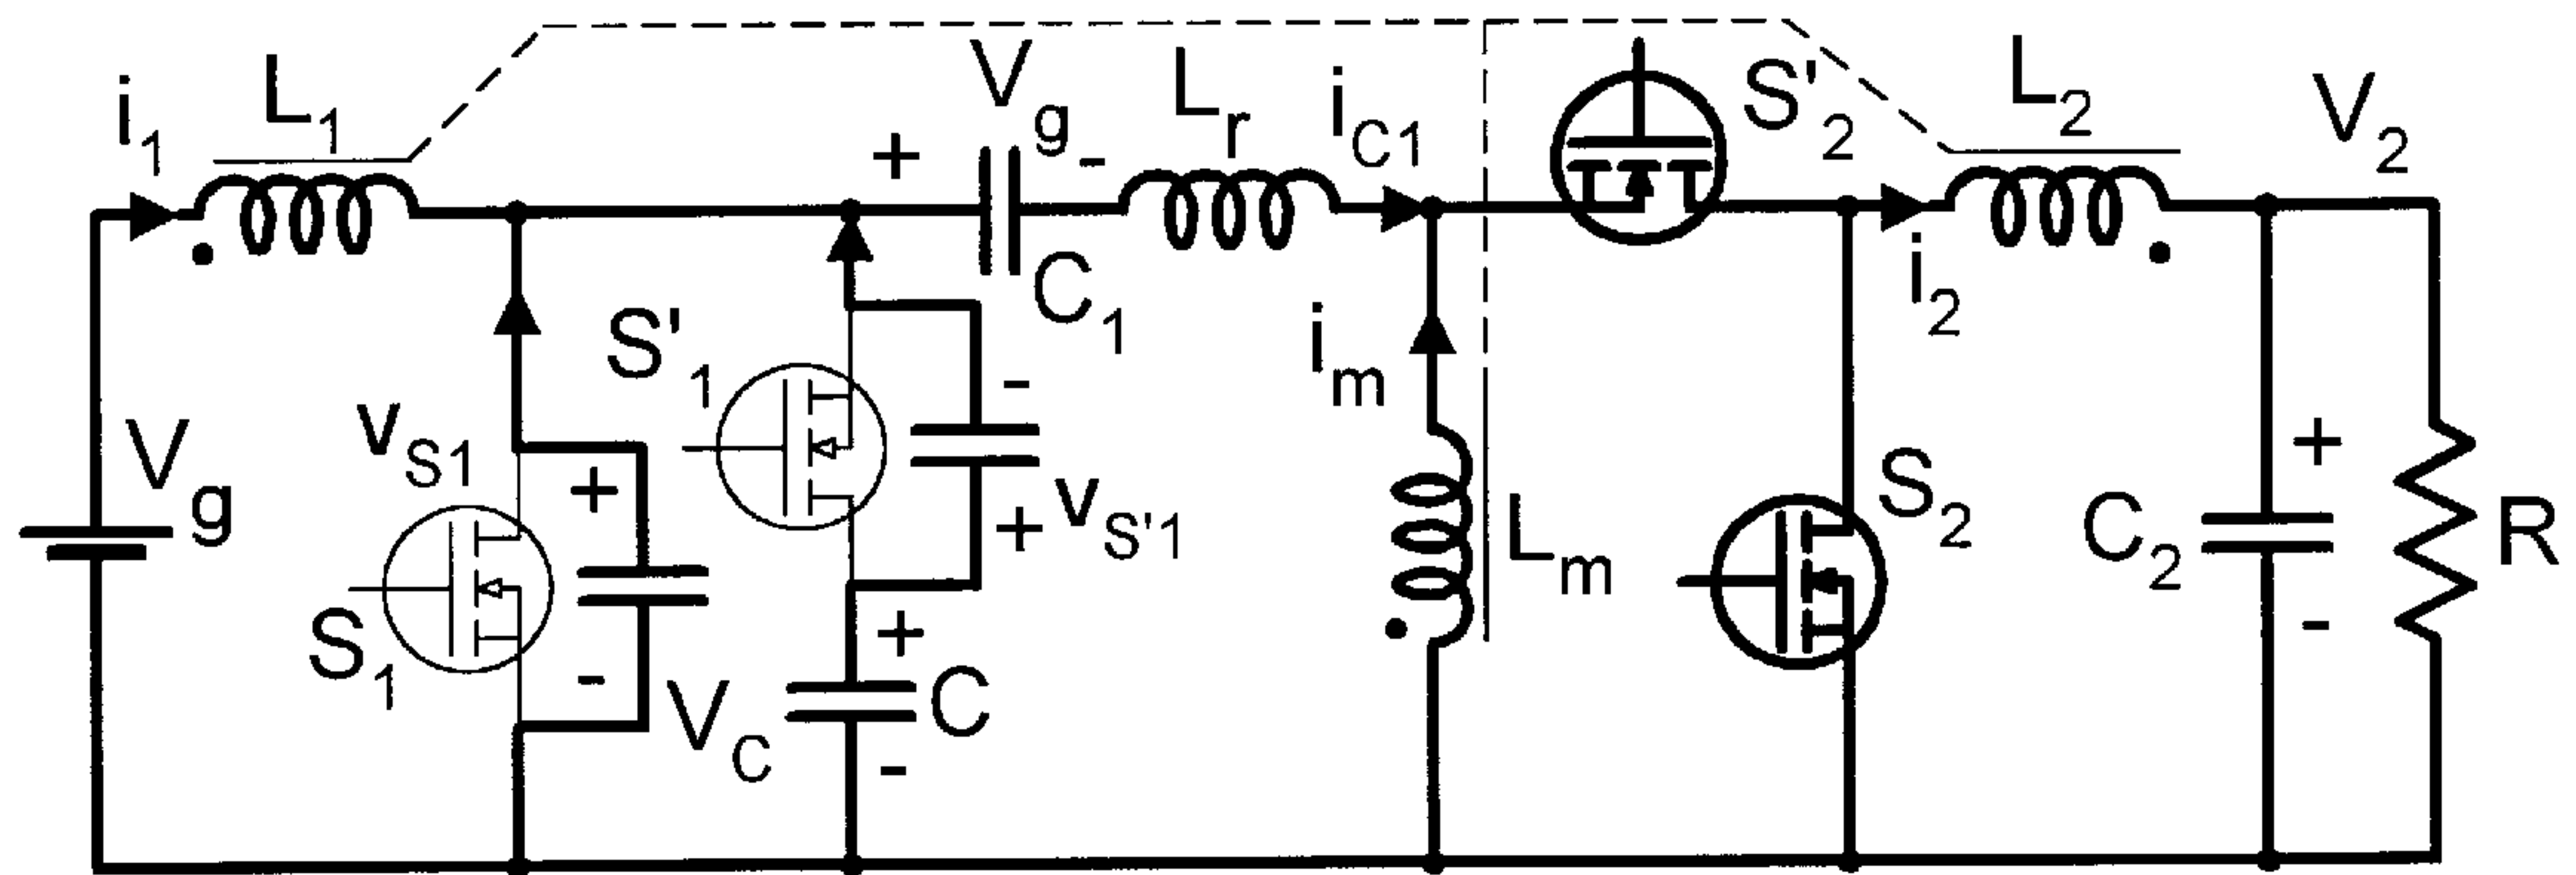 i1
L1
Vg
+
-
Lr
iC1
S'2
L2
V2
C1
i2
im
S'1
-
+
vS'1
vS1
+
-
S1
Vg
VC
+
-
C
Lm
S2
C2
+
-
R